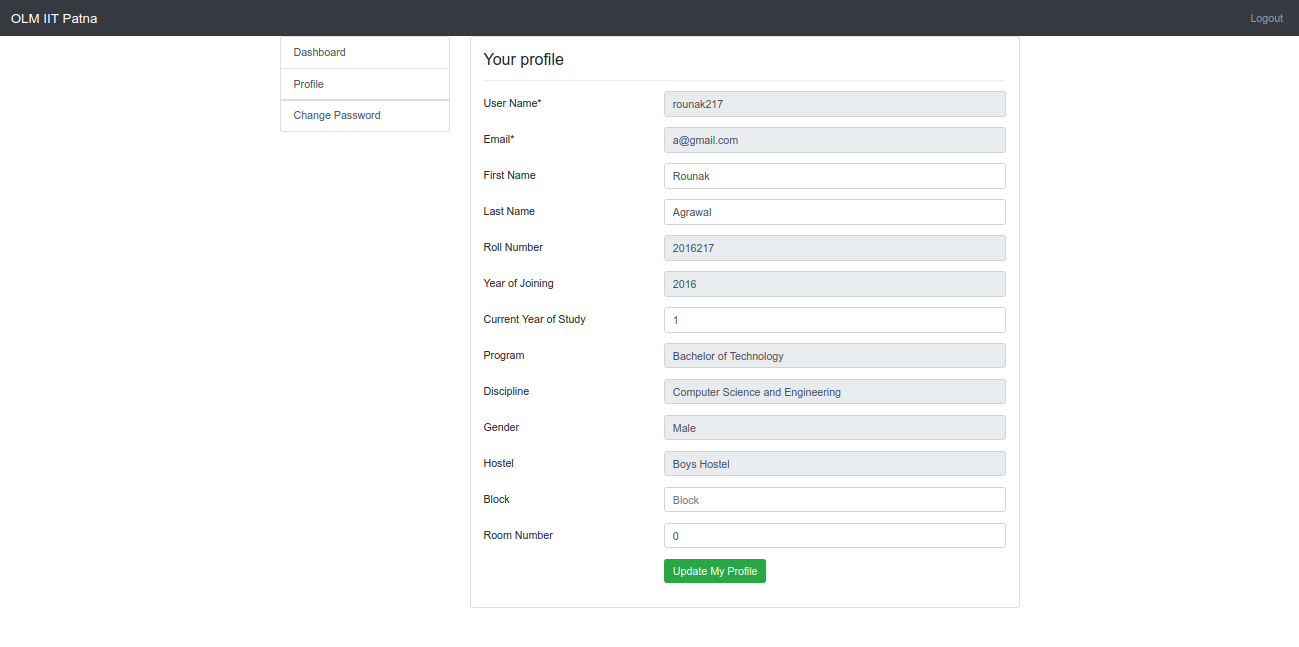 OLM IIT Patna Logout
Dashboard
Profile
Change Password
Your profile
User Name* rounak217
Email* a@gmail.com
First Name Rounak
Last Name Agrawal
Roll Number 2016217
Year of Joining 2016
Current Year of Study 1
Program Bachelor of Technology
Discipline Computer Science and Engineering
Gender Male
Hostel Boys Hostel
Block Block
Room Number 0
Update My Profile